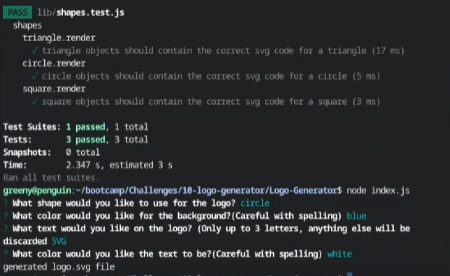 PASS lib/shapes.test.js
shapes
triangle.render
✓ triangle objects should contain the correct svg code for a triangle (17 ms)
circle.render
✓ circle objects should contain the correct svg code for a circle (5 ms)
square.render
✓ square objects should contain the correct svg code for a square (3 ms)
Test Suites: 1 passed, 1 total
Tests: 3 passed, 3 total
Snapshots: 0 total
Time: 2.347 s, estimated 3 s
Ran all test suites.
greeny@penguin:~/bootcamp/Challenges/10-logo-generator/Logo-Generator$ node index.js
? What shape would you like to use for the logo? circle
? What color would you like for the background?(Careful with spelling) blue
? What text would you like on the logo? (Only up to 3 letters, anything else will be
discarded SVG
? What color would you like the text to be?(Careful with spelling) white
generated logo.svg file